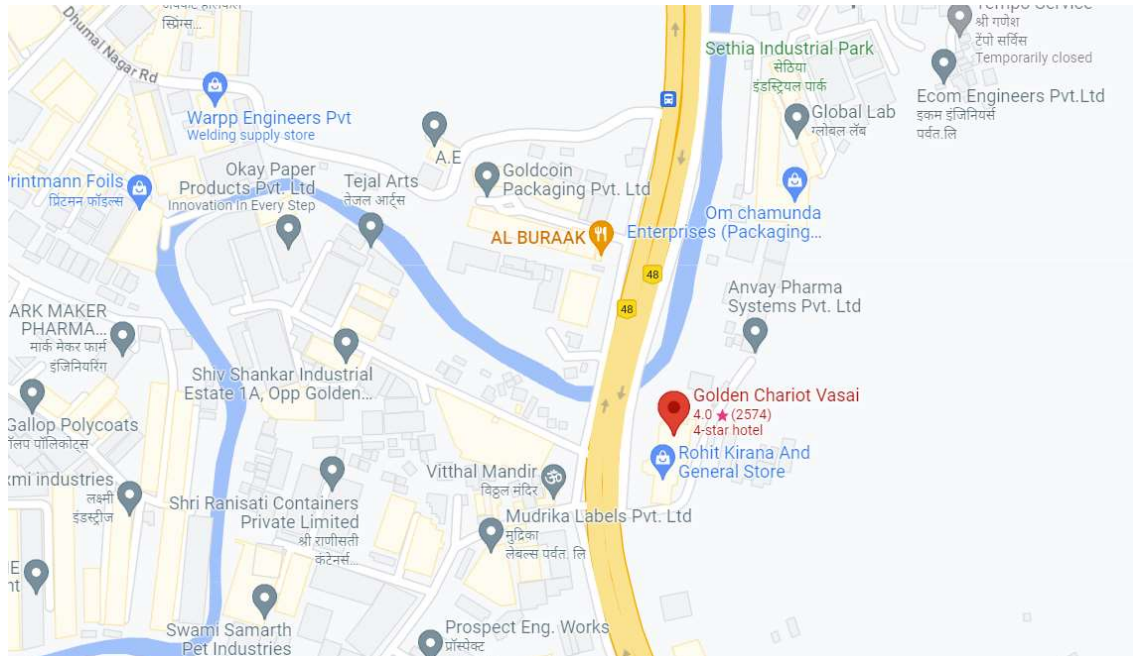 Dhumal Nagar Rd
स्प्रिंग्स...
Tempo Service
श्री गणेश
टेंपो सर्विस
Temporarily closed
Sethia Industrial Park
सेठिया
इंडस्ट्रियल पार्क
Warpp Engineers Pvt
Welding supply store
Global Lab
ग्लोबल लॅब
Ecom Engineers Pvt.Ltd
इकम इंजिनियर्स
पर्वत.लि
A.E
Okay Paper
Products Pvt. Ltd
Innovation In Every Step
Tejal Arts
तेजल आर्ट्स
Goldcoin
Packaging Pvt. Ltd
Printmann Foils
प्रिंटमन फॉइल्स
AL BURAAK
Om chamunda
Enterprises (Packaging...
48
48
Anvay Pharma
Systems Pvt. Ltd
ARK MAKER
PHARMA...
मार्क मेकर फार्म
इंजिनियरिंग
Shiv Shankar Industrial
Estate 1A, Opp Golden...
Golden Chariot Vasai
4.0 ★ (2574)
4-star hotel
Gallop Polycoats
गॅलप पॉलिकोट्स
Rohit Kirana And
General Store
Vitthal Mandir
विठ्ठल मंदिर
xmi industries
लक्ष्मी
इंडस्ट्रीज
Shri Ranisati Containers
Private Limited
श्री राणीसती
कंटेनर्स...
Mudrika Labels Pvt. Ltd
मुद्रिका
लेबल्स पर्वत. लि
Swami Samarth
Pet Industries
Prospect Eng. Works
प्रॉस्पेक्ट